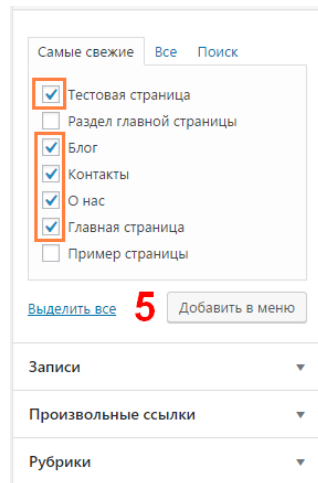 Самые свежие Все Поиск
Тестовая страница
Раздел главной страницы
Блог
Контакты
О нас
Главная страница
Пример страницы
Выделить все 5 Добавить в меню
Записи
Произвольные ссылки
Рубрики